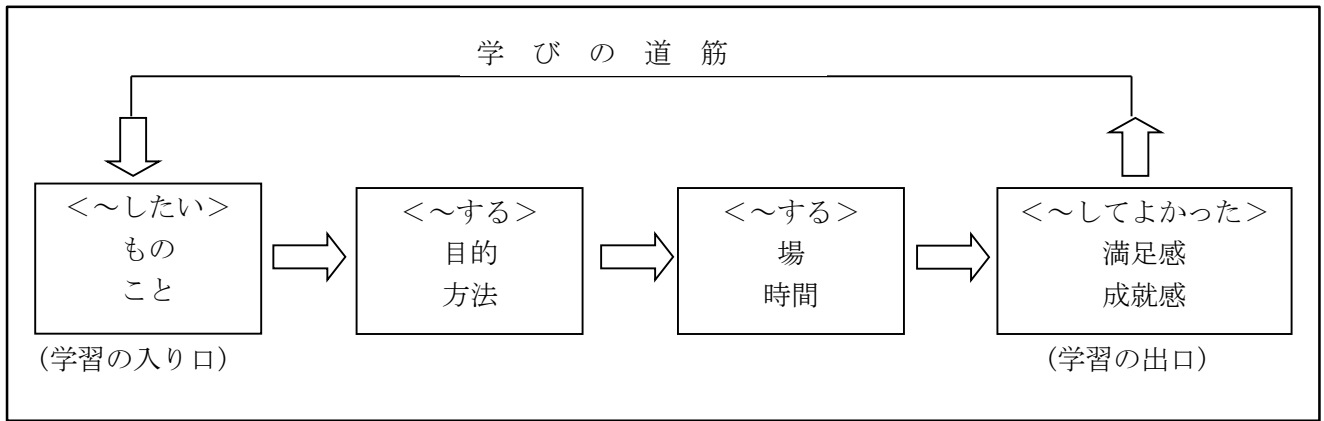 学 び の 道 筋
＜～したい＞
もの
こと
＜～する＞
目的
方法
＜～する＞
場
時間
＜～してよかった＞
満足感
成就感
(学習の入り口)
(学習の出口)